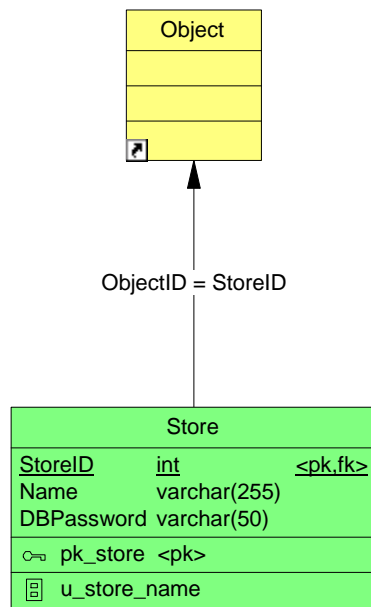 Object
ObjectID = StoreID
Store
StoreID int <pk,fk>
Name varchar(255)
DBPassword varchar(50)
pk_store <pk>
u_store_name